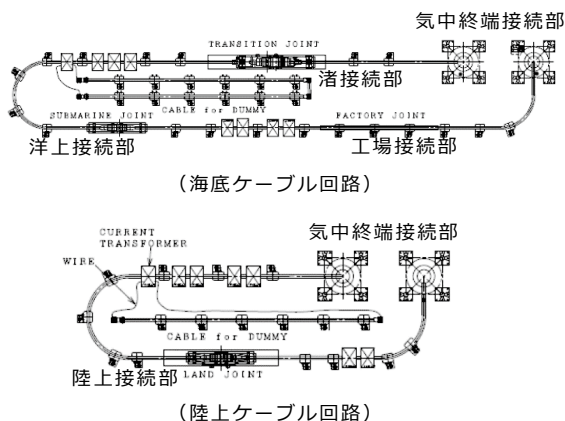 気中終端接続部
TRANSITION JOINT
渚接続部
CABLE for DUMMY
SUBMARINE JOINT
FACTORY JOINT
洋上接続部
工場接続部
（海底ケーブル回路）
CURRENT
TRANSFORMER
気中終端接続部
WIRE
CABLE for DUMMY
陸上接続部
LAND JOINT
（陸上ケーブル回路）